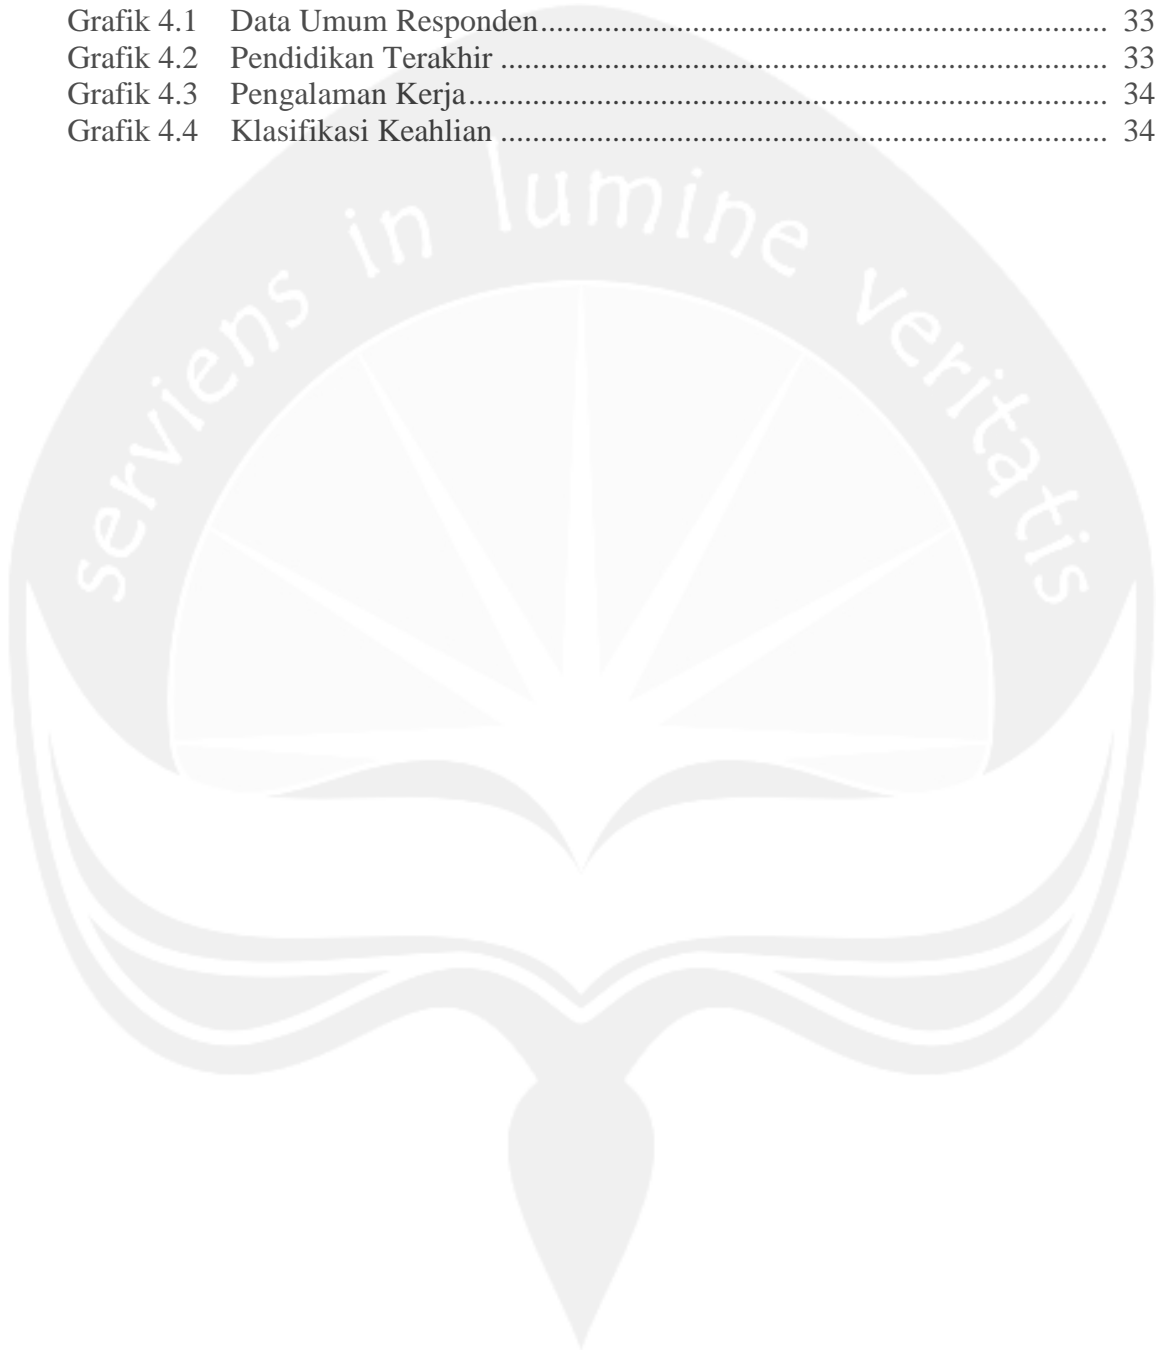 Grafik 4.1 Data Umum Responden....................................................................... 33
Grafik 4.2 Pendidikan Terakhir ............................................................................ 33
Grafik 4.3 Pengalaman Kerja................................................................................ 34
Grafik 4.4 Klasifikasi Keahlian ............................................................................ 34
serviens in lumine veritatis